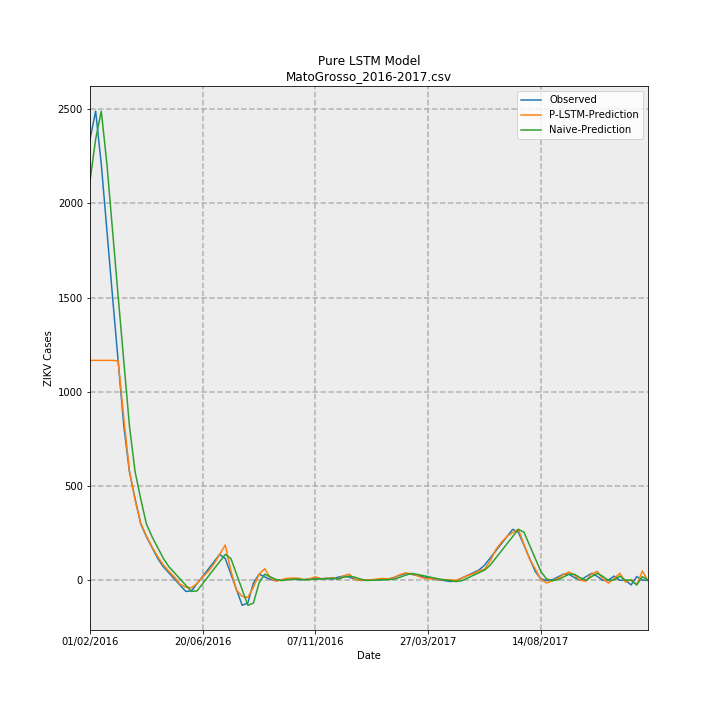 Pure LSTM Model
MatoGrosso_2016-2017.csv
Observed
P-LSTM-Prediction
Naive-Prediction
2500
2000
1500
1000
500
0
ZIKV Cases
01/02/2016 20/06/2016 07/11/2016 27/03/2017 14/08/2017
Date